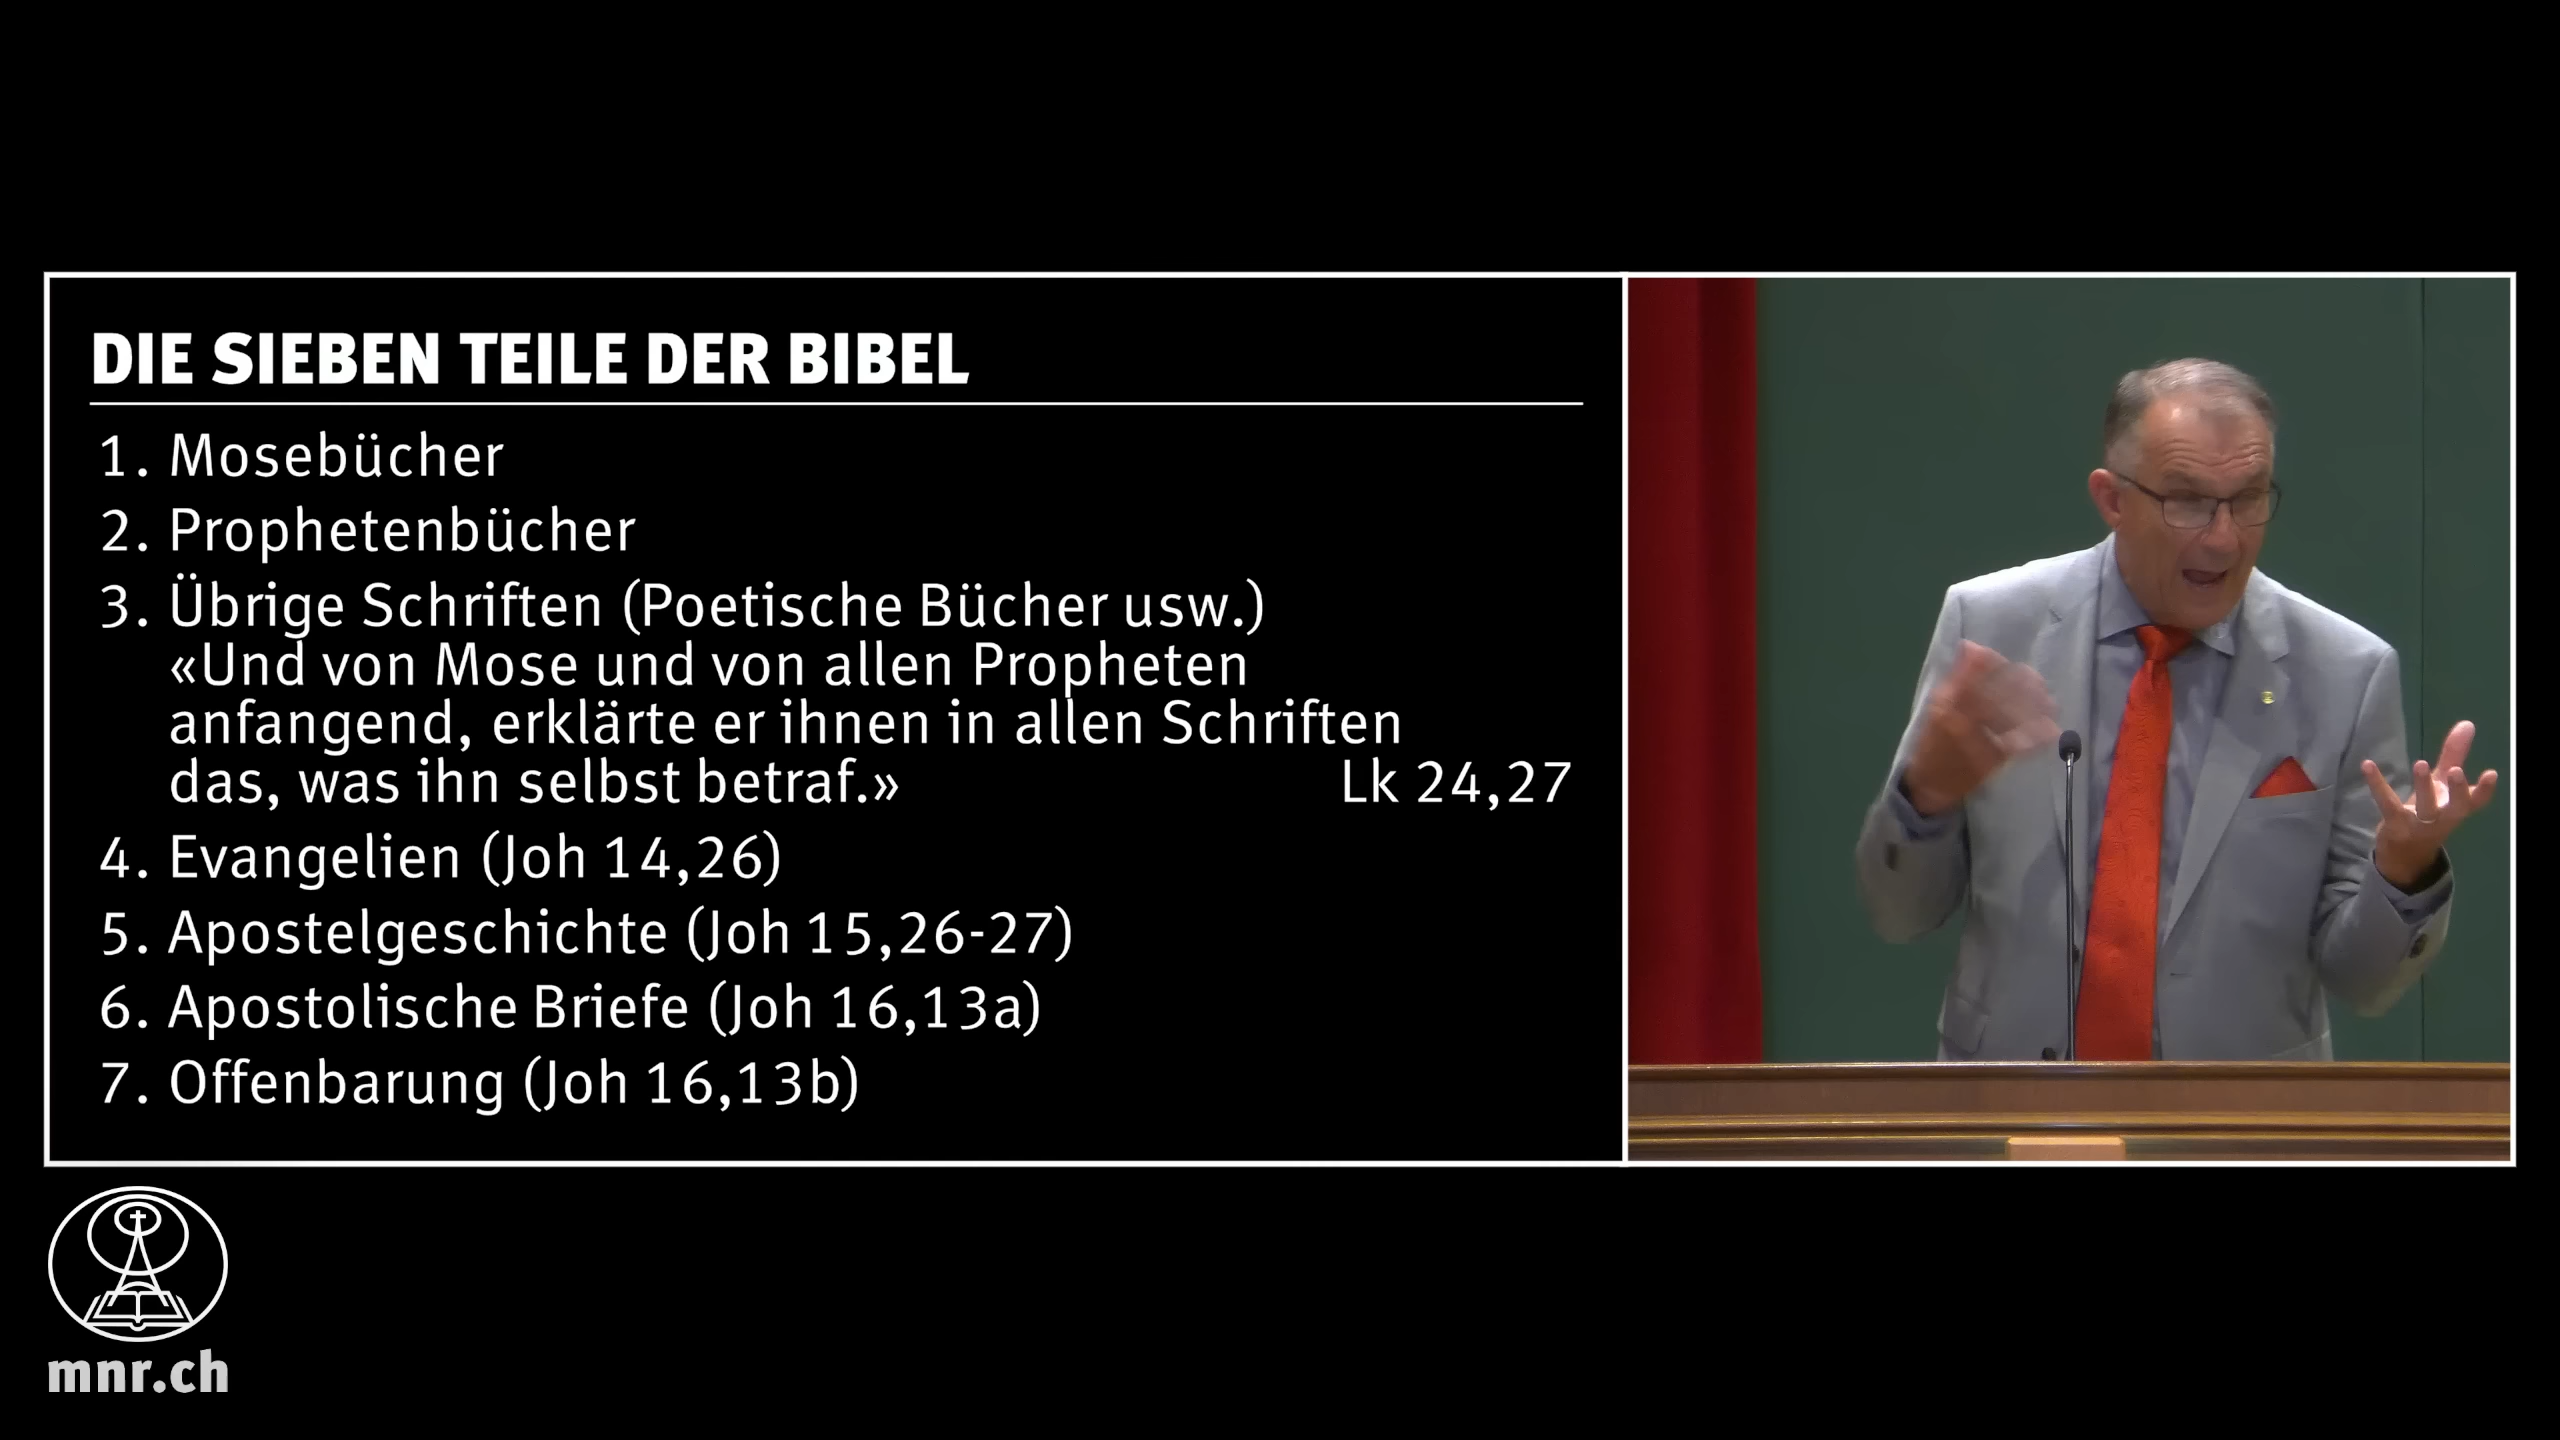 DIE SIEBEN TEILE DER BIBEL
1. Mosebücher
2. Prophetenbücher
3. Übrige Schriften (Poetische Bücher usw.)
«Und von Mose und von allen Propheten
anfangend, erklärte er ihnen in allen Schriften
das, was ihn selbst betraf.» Lk 24,27
4. Evangelien (Joh 14,26)
5. Apostelgeschichte (Joh 15,26-27)
6. Apostolische Briefe (Joh 16,13a)
7. Offenbarung (Joh 16,13b)
mnr.ch